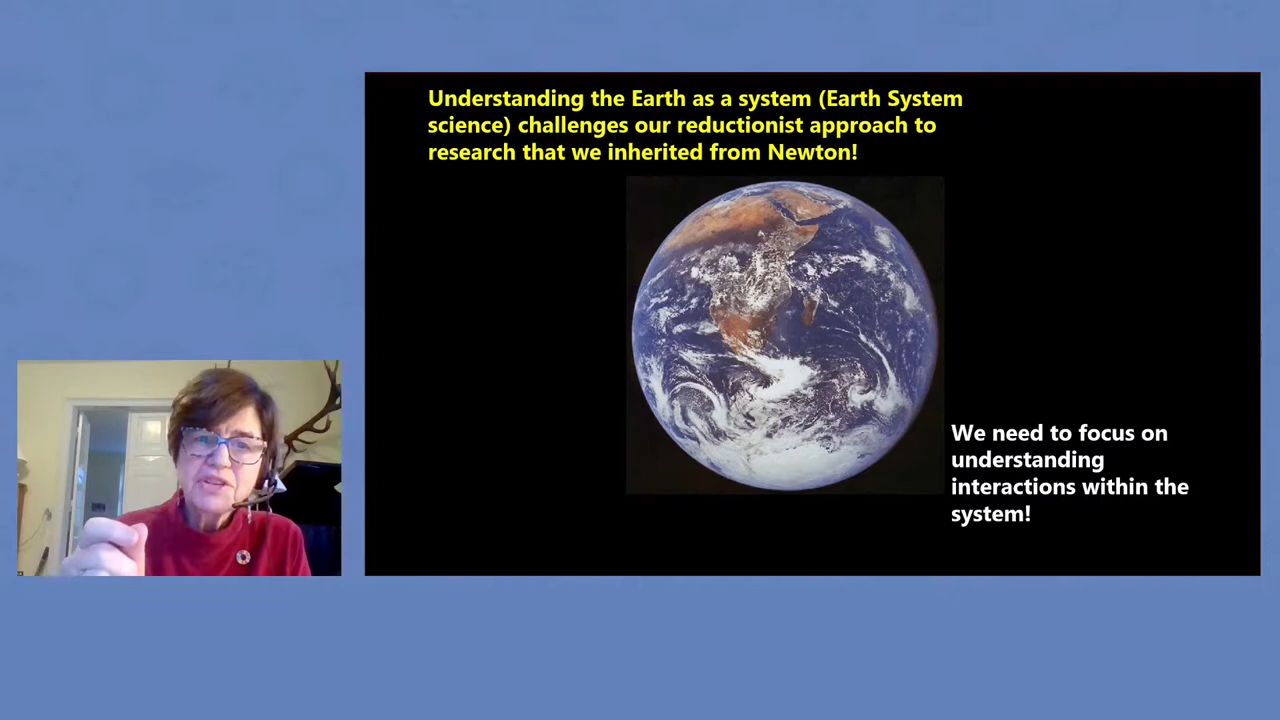 Understanding the Earth as a system (Earth System
science) challenges our reductionist approach to
research that we inherited from Newton!
We need to focus on
understanding
interactions within the
system!